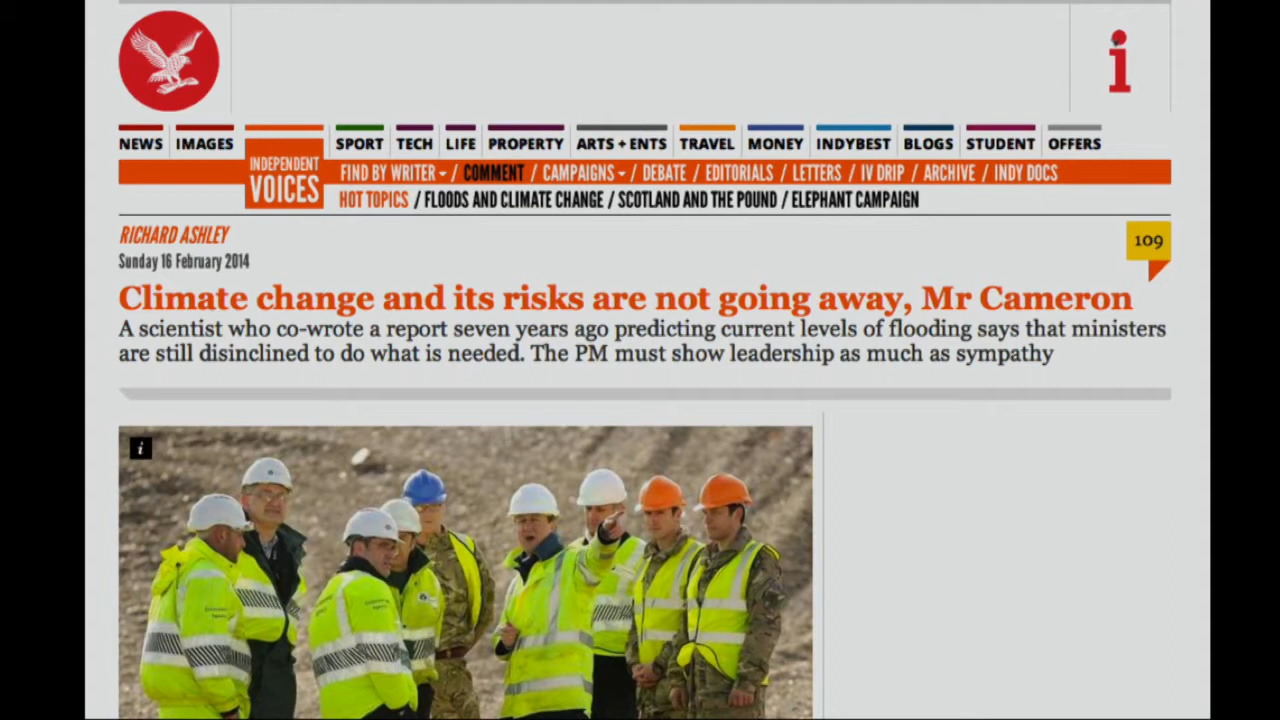 i
NEWS IMAGES SPORT TECH LIFE PROPERTY ARTS + ENTS TRAVEL MONEY INDYBEST BLOGS STUDENT OFFERS
INDEPENDENT
VOICES
FIND BY WRITER / COMMENT / CAMPAIGNS / DEBATE / EDITORIALS / LETTERS / IV DRIP / ARCHIVE / INDY DOCS
HOT TOPICS / FLOODS AND CLIMATE CHANGE / SCOTLAND AND THE POUND / ELEPHANT CAMPAIGN
RICHARD ASHLEY
109
Sunday 16 February 2014
Climate change and its risks are not going away, Mr Cameron
A scientist who co-wrote a report seven years ago predicting current levels of flooding says that ministers
are still disinclined to do what is needed. The PM must show leadership as much as sympathy
i